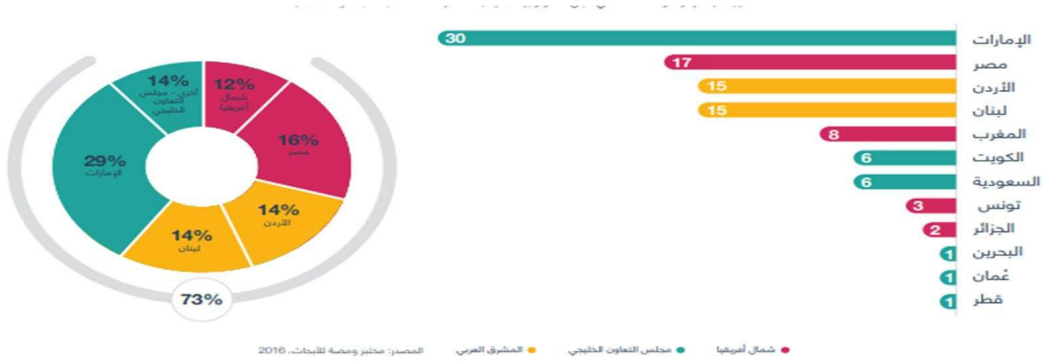 30 الإمارات
17 مصر
15 الأردن
15 لبنان
8 المغرب
6 الكويت
6 السعودية
3 تونس
2 الجزائر
1 البحرين
1 عُمان
1 قطر
12%
شمال
أفريقيا
16%
مصر
14%
الأردن
14%
لبنان
29%
الإمارات
14%
أخرى - مجلس
التعاون
الخليجي
73%
شمال أفريقيا مجلس التعاون الخليجي المشرق العربي المصدر: مختبر ومضة للأبحاث، 2016